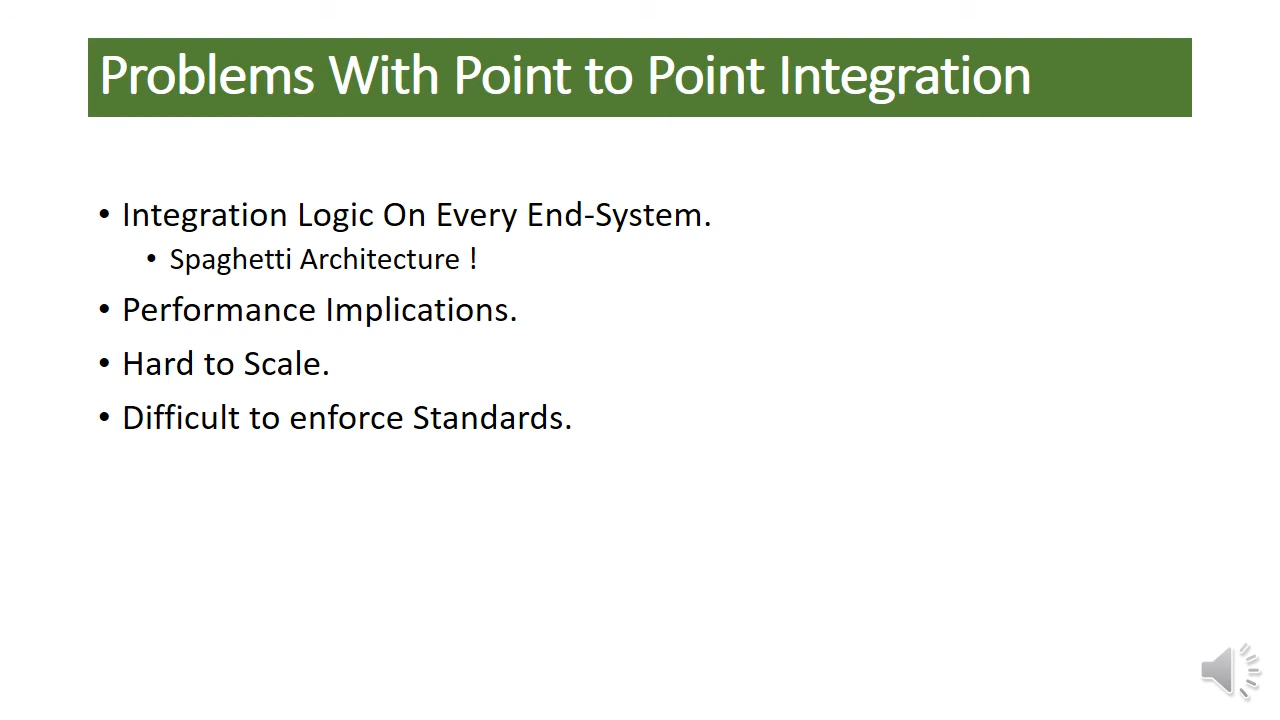 Problems With Point to Point Integration
• Integration Logic On Every End-System.
• Spaghetti Architecture !
• Performance Implications.
• Hard to Scale.
• Difficult to enforce Standards.